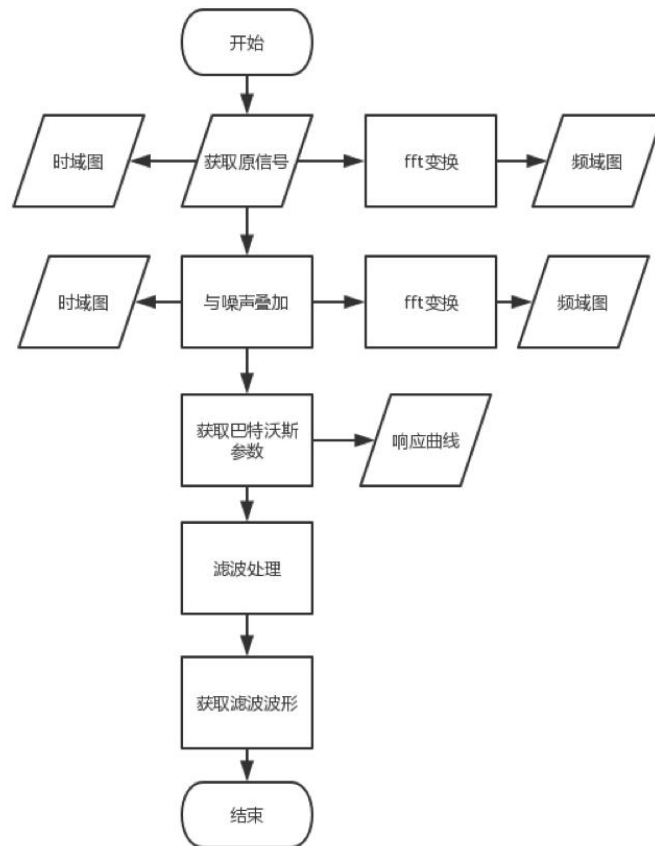 开始
时域图
获取原信号
fft变换
频域图
时域图
与噪声叠加
fft变换
频域图
获取巴特沃斯
参数
响应曲线
滤波处理
获取滤波波形
结束